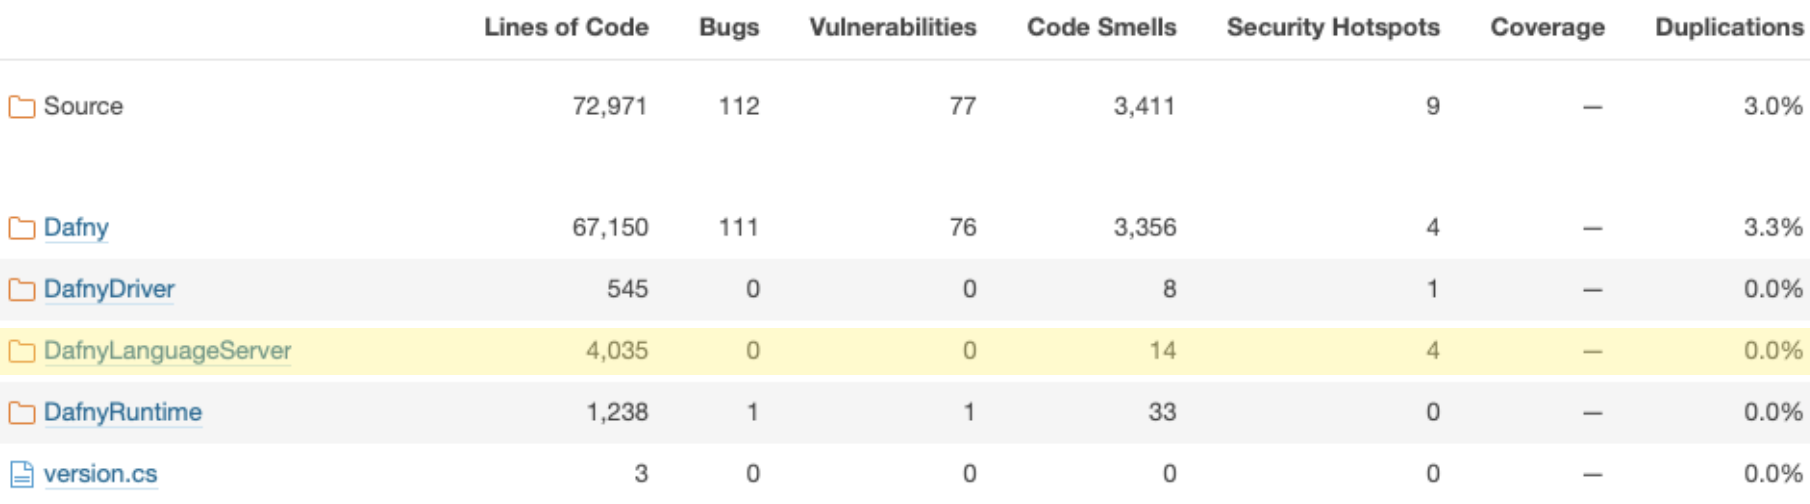 Lines of Code Bugs Vulnerabilities Code Smells Security Hotspots Coverage Duplications
Source 72,971 112 77 3,411 9 — 3.0%
Dafny 67,150 111 76 3,356 4 — 3.3%
DafnyDriver 545 0 0 8 1 — 0.0%
DafnyLanguageServer 4,035 0 0 14 4 — 0.0%
DafnyRuntime 1,238 1 1 33 0 — 0.0%
version.cs 3 0 0 0 0 — 0.0%